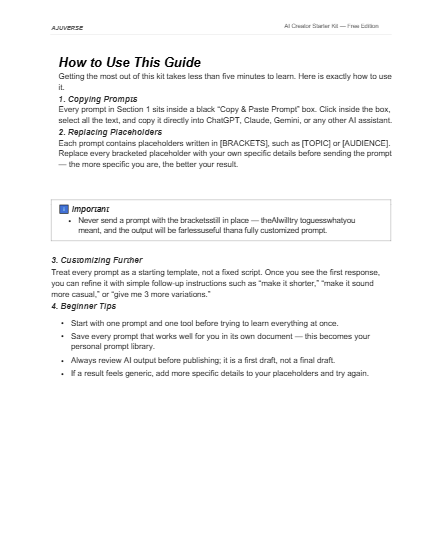 AJUVERSE
AI Creator Starter Kit — Free Edition
How to Use This Guide
Getting the most out of this kit takes less than five minutes to learn. Here is exactly how to use
it.
1. Copying Prompts
Every prompt in Section 1 sits inside a black “Copy & Paste Prompt” box. Click inside the box,
select all the text, and copy it directly into ChatGPT, Claude, Gemini, or any other AI assistant.
2. Replacing Placeholders
Each prompt contains placeholders written in [BRACKETS], such as [TOPIC] or [AUDIENCE].
Replace every bracketed placeholder with your own specific details before sending the prompt
— the more specific you are, the better your result.
Important
• Never send a prompt with the bracketsstill in place — theAIwilltry toguesswhatyou
meant, and the output will be farlessuseful thana fully customized prompt.
3. Customizing Further
Treat every prompt as a starting template, not a fixed script. Once you see the first response,
you can refine it with simple follow-up instructions such as “make it shorter,” “make it sound
more casual,” or “give me 3 more variations.”
4. Beginner Tips
• Start with one prompt and one tool before trying to learn everything at once.
• Save every prompt that works well for you in its own document — this becomes your
personal prompt library.
• Always review AI output before publishing; it is a first draft, not a final draft.
• If a result feels generic, add more specific details to your placeholders and try again.